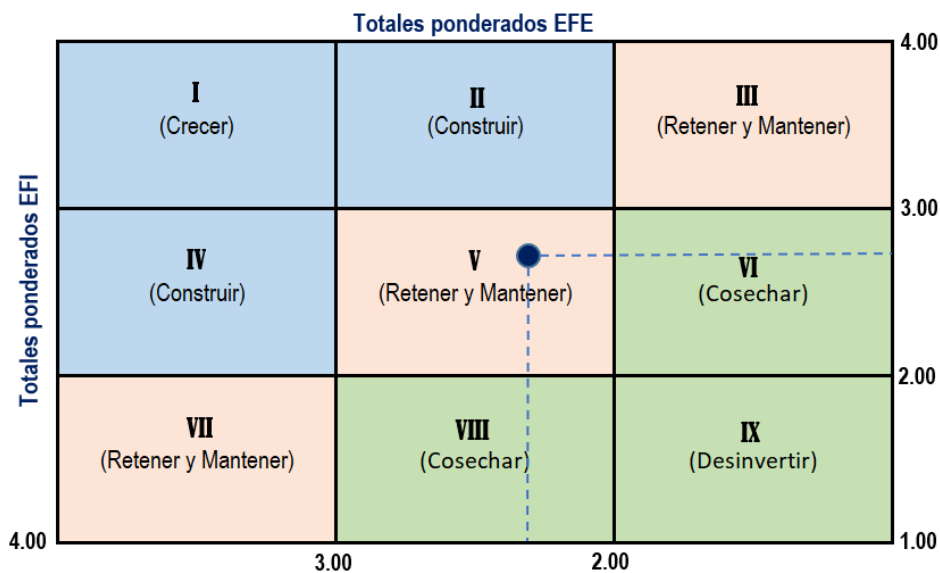 Totales ponderados EFE
4.00
I
(Crecer)
II
(Construir)
III
(Retener y Mantener)
Totales ponderados EFI
3.00
IV
(Construir)
V
(Retener y Mantener)
VI
(Cosechar)
2.00
VII
(Retener y Mantener)
VIII
(Cosechar)
IX
(Desinvertir)
4.00
3.00
2.00
1.00